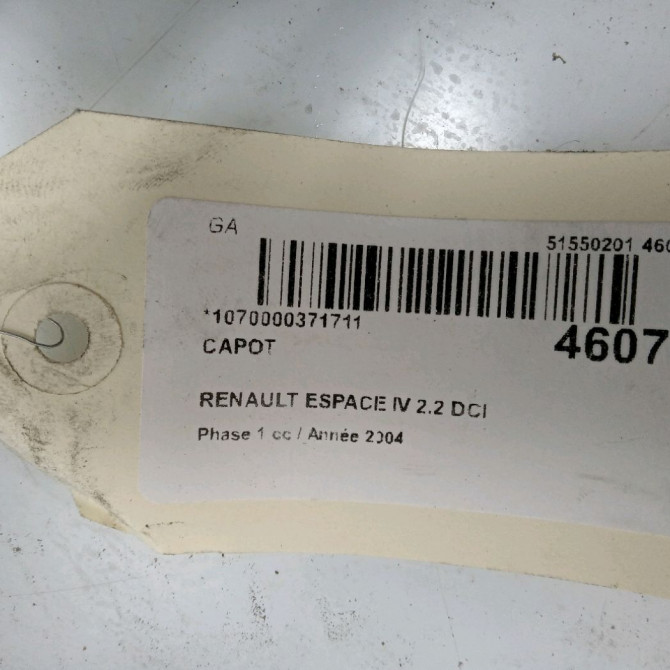 GA
51550201 460
*1070000371711
4607
CAPOT
RENAULT ESPACE IV 2.2 DCI
Phase 1 cc / Année 2004